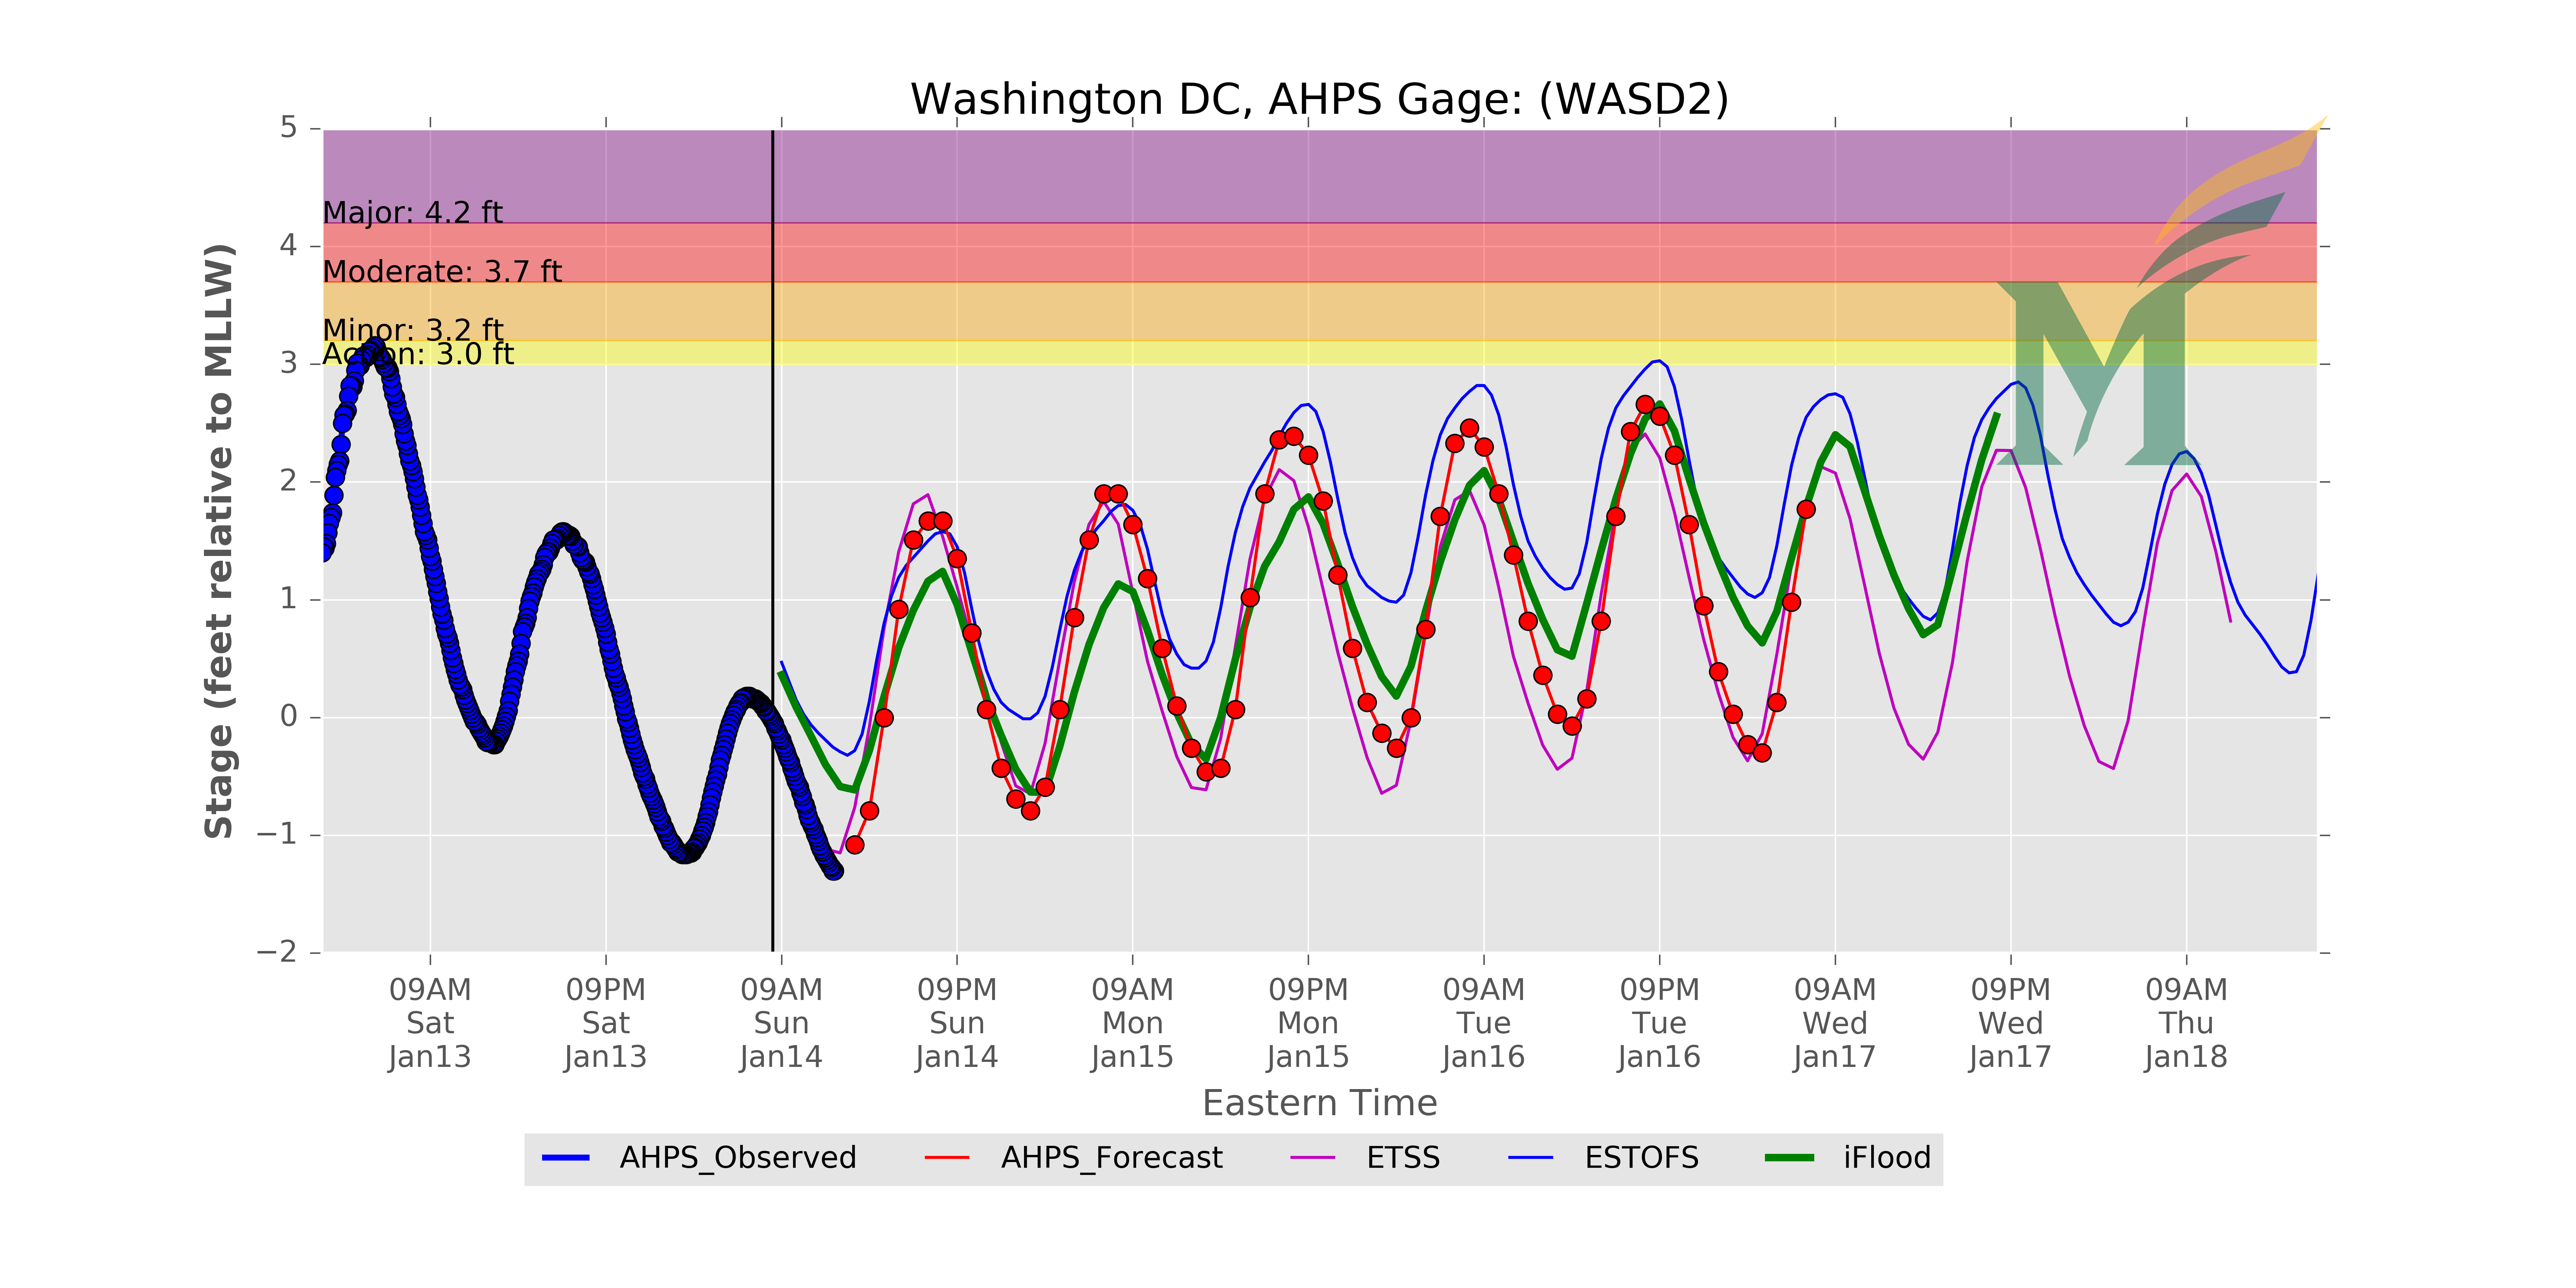 Washington DC, AHPS Gage: (WASD2)
Stage (feet relative to MLLW)
5
4
3
2
1
0
−1
−2
Major: 4.2 ft
Moderate: 3.7 ft
Minor: 3.2 ft
Action: 3.0 ft
09AM 09PM 09AM 09PM 09AM 09PM 09AM 09PM 09AM 09PM 09AM
Sat Sat Sun Sun Mon Mon Tue Tue Wed Wed Thu
Jan13 Jan13 Jan14 Jan14 Jan15 Jan15 Jan16 Jan16 Jan17 Jan17 Jan18
Eastern Time
AHPS_Observed AHPS_Forecast ETSS ESTOFS iFlood
M